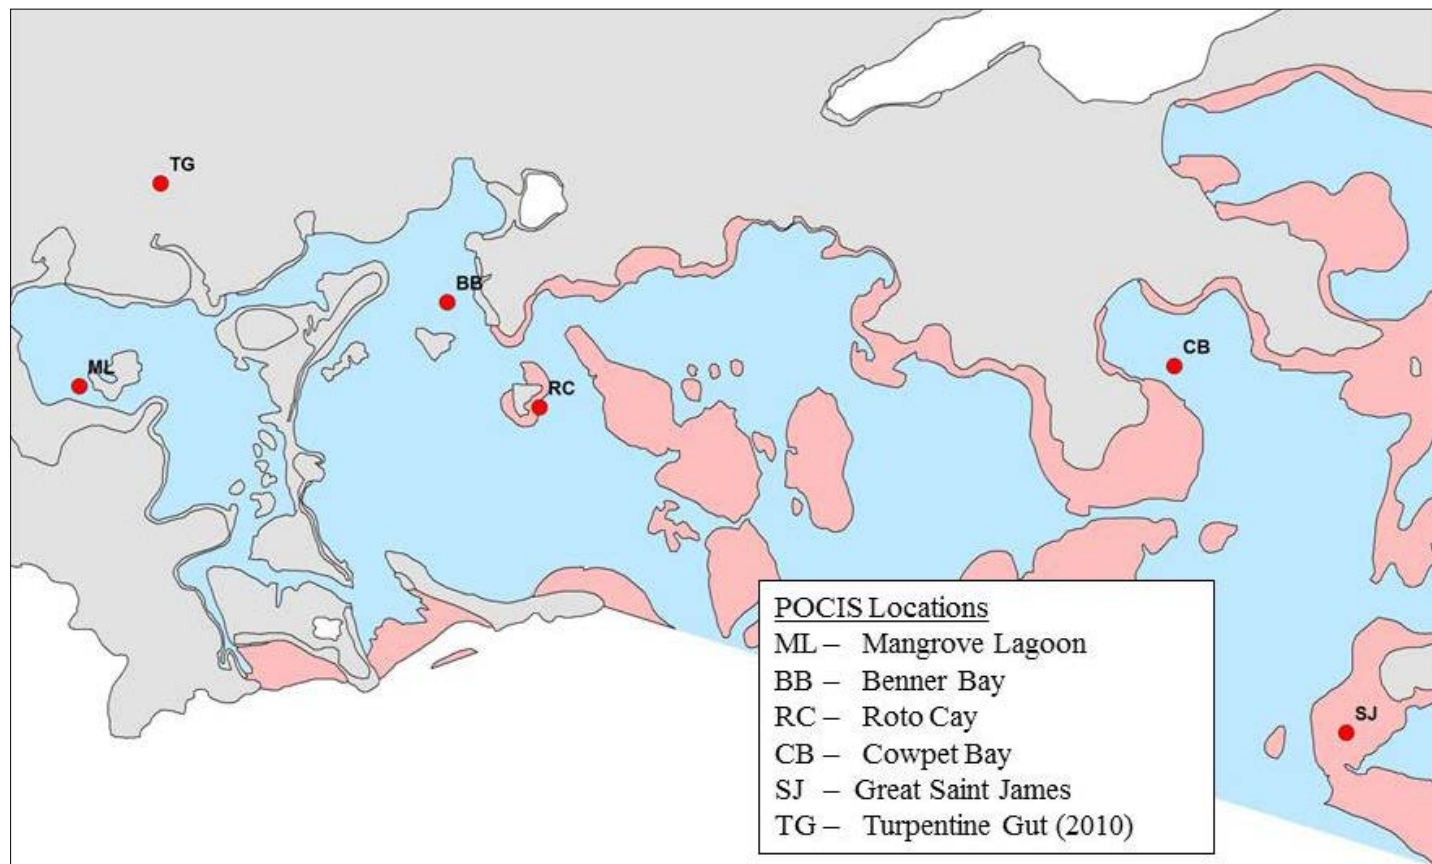 TG
BB
ML
RC
CB
SJ
POCIS Locations
ML – Mangrove Lagoon
BB – Benner Bay
RC – Roto Cay
CB – Cowpet Bay
SJ – Great Saint James
TG – Turpentine Gut (2010)